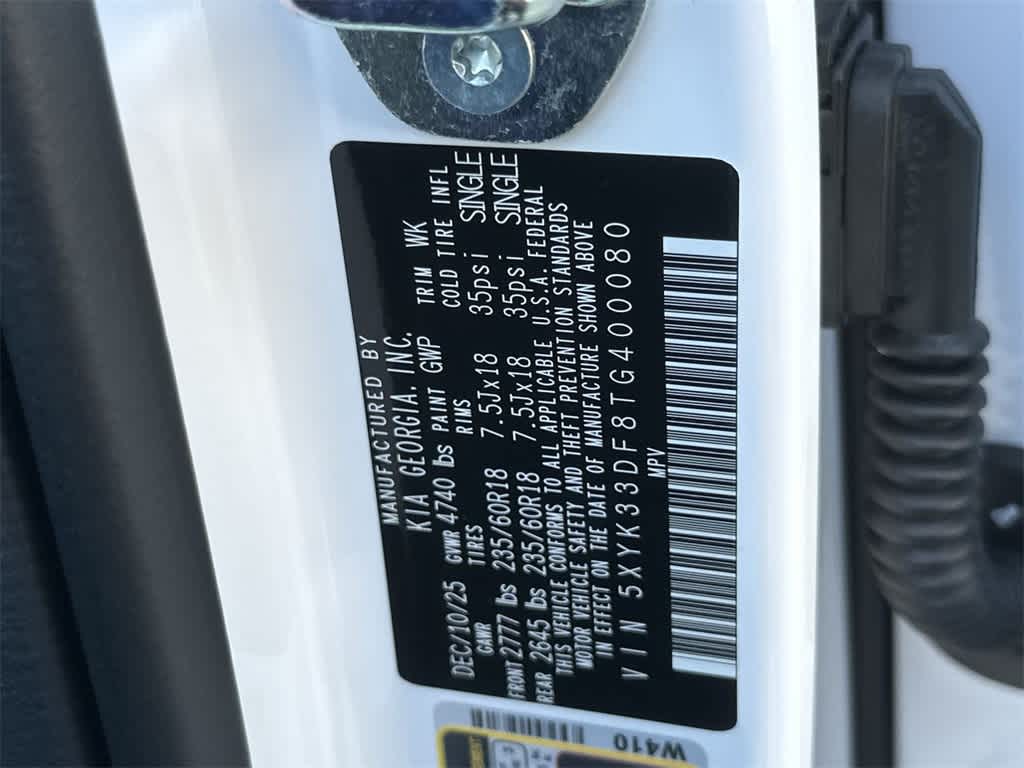 MANUFACTURED BY
KIA GEORGIA, INC.
DEC/10/25 GVWR 4740 lbs PAINT GWP TRIM WK
GAWR TIRES RIMS COLD TIRE INFL
FRONT 2777 lbs 235/60R18 7.5Jx18 35psi SINGLE
REAR 2645 lbs 235/60R18 7.5Jx18 35psi SINGLE
THIS VEHICLE CONFORMS TO ALL APPLICABLE U.S.A. FEDERAL
MOTOR VEHICLE SAFETY AND THEFT PREVENTION STANDARDS
IN EFFECT ON THE DATE OF MANUFACTURE SHOWN ABOVE
VIN 5XYK33DF8TG400080
MPV
W410